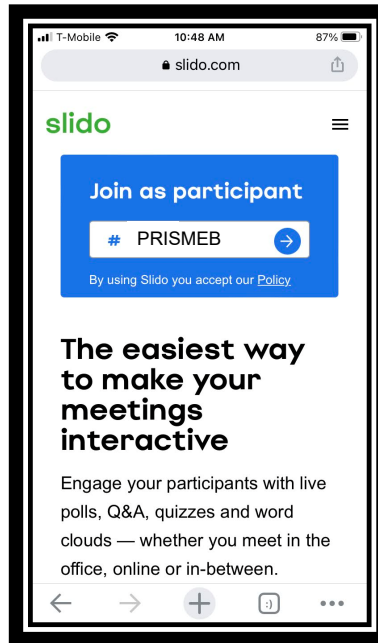 T-Mobile 10:48 AM 87%
slido.com
slido
Join as participant
# PRISMEB
By using Slido you accept our Policy
The easiest way
to make your
meetings
interactive
Engage your participants with live
polls, Q&A, quizzes and word
clouds — whether you meet in the
office, online or in-between.
:)